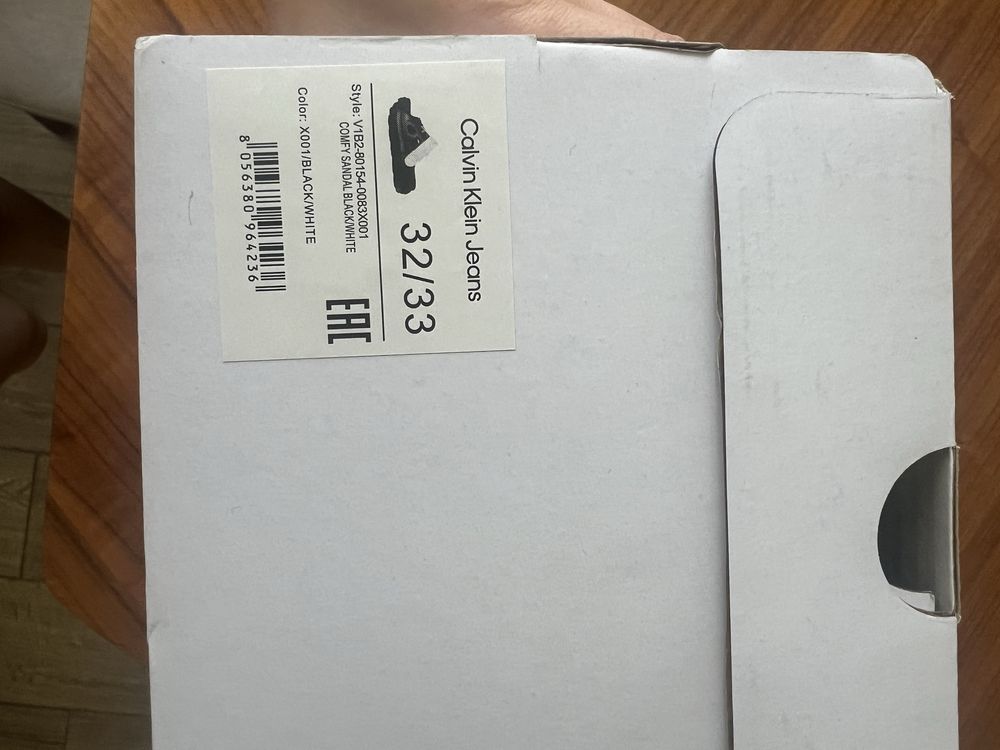 Calvin Klein Jeans
32/33
Style: V1B2-80154-0083X001
COMFY SANDAL BLACK/WHITE
EAC
Color: X001/BLACK/WHITE
8 056380 964236